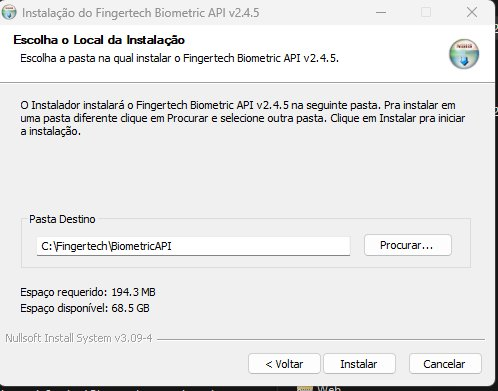 Instalação do Fingertech Biometric API v2.4.5
Escolha o Local da Instalação
Escolha a pasta na qual instalar o Fingertech Biometric API v2.4.5.
O Instalador instalará o Fingertech Biometric API v2.4.5 na seguinte pasta. Pra instalar em
uma pasta diferente clique em Procurar e selecione outra pasta. Clique em Instalar pra iniciar
a instalação.
Pasta Destino
C:\Fingertech\BiometricAPI
Procurar...
Espaço requerido: 194.3 MB
Espaço disponível: 68.5 GB
Nullsoft Install System v3.09-4
< Voltar
Instalar
Cancelar
Web